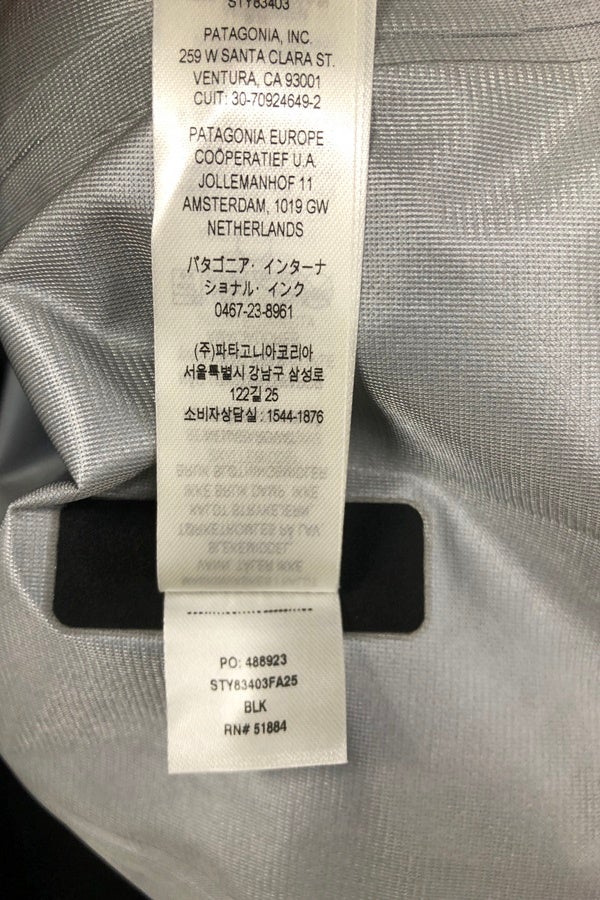 STY83403
PATAGONIA, INC.
259 W SANTA CLARA ST.
VENTURA, CA 93001
CUIT: 30-70924649-2
PATAGONIA EUROPE
COÖPERATIEF U.A
JOLLEMANHOF 11
AMSTERDAM, 1019 GW
NETHERLANDS
パタゴニア・インターナ
ショナル・インク
0467-23-8961
(주)파타고니아코리아
서울특별시 강남구 삼성로
122길 25
소비자상담실 : 1544-1876
PO: 488923
STY83403FA25
BLK
RN# 51884